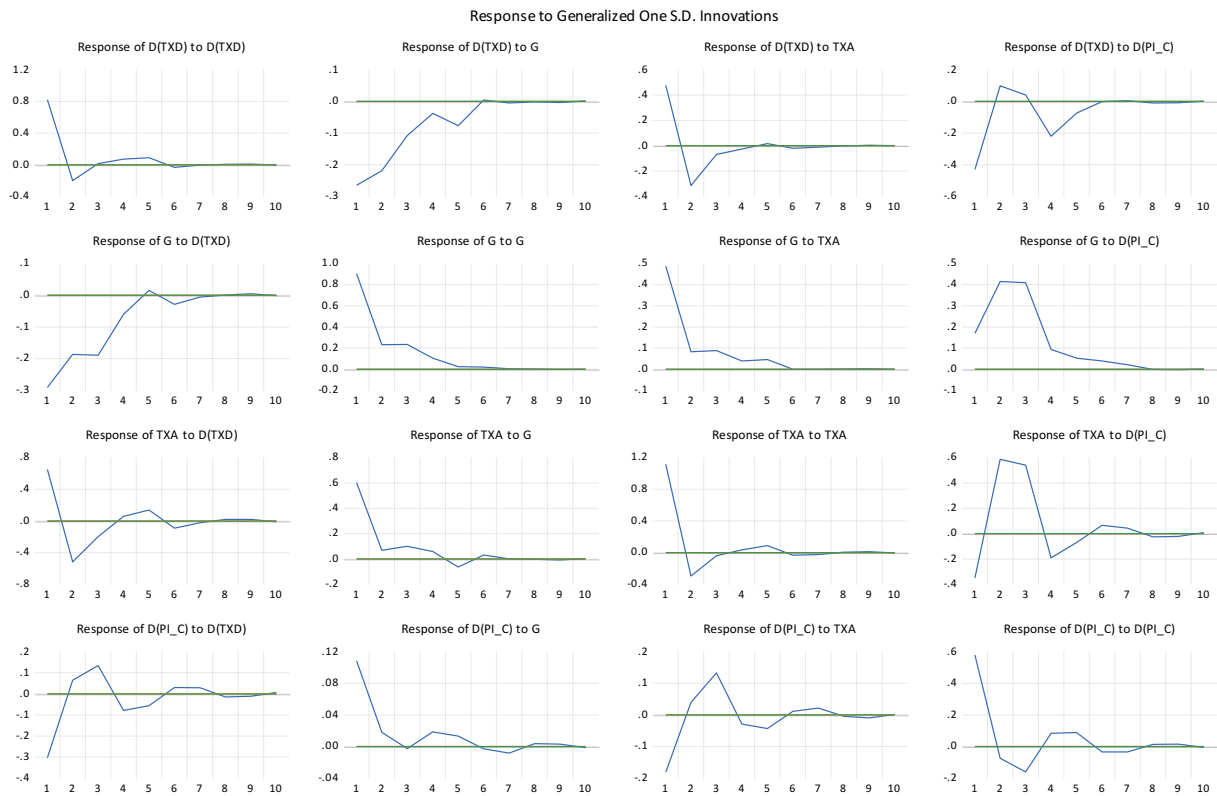 Response to Generalized One S.D. Innovations
Response of D(TXD) to D(TXD)
1.2
0.8
0.4
0.0
-0.4
1 2 3 4 5 6 7 8 9 10
Response of D(TXD) to G
.1
.0
-.1
-.2
-.3
1 2 3 4 5 6 7 8 9 10
Response of D(TXD) to TXA
.6
.4
.2
.0
-.2
-.4
1 2 3 4 5 6 7 8 9 10
Response of D(TXD) to D(PI_C)
.2
.0
-.2
-.4
-.6
1 2 3 4 5 6 7 8 9 10
Response of G to D(TXD)
.1
.0
-.1
-.2
-.3
1 2 3 4 5 6 7 8 9 10
Response of G to G
1.0
0.8
0.6
0.4
0.2
0.0
-0.2
1 2 3 4 5 6 7 8 9 10
Response of G to TXA
.5
.4
.3
.2
.1
.0
-.1
1 2 3 4 5 6 7 8 9 10
Response of G to D(PI_C)
.5
.4
.3
.2
.1
.0
-.1
1 2 3 4 5 6 7 8 9 10
Response of TXA to D(TXD)
.8
.4
.0
-.4
-.8
1 2 3 4 5 6 7 8 9 10
Response of TXA to G
.8
.6
.4
.2
.0
-.2
1 2 3 4 5 6 7 8 9 10
Response of TXA to TXA
1.2
0.8
0.4
0.0
-0.4
1 2 3 4 5 6 7 8 9 10
Response of TXA to D(PI_C)
.6
.4
.2
.0
-.2
-.4
1 2 3 4 5 6 7 8 9 10
Response of D(PI_C) to D(TXD)
.2
.1
.0
-.1
-.2
-.3
-.4
1 2 3 4 5 6 7 8 9 10
Response of D(PI_C) to G
.12
.08
.04
.00
-.04
1 2 3 4 5 6 7 8 9 10
Response of D(PI_C) to TXA
.2
.1
.0
-.1
-.2
1 2 3 4 5 6 7 8 9 10
Response of D(PI_C) to D(PI_C)
.6
.4
.2
.0
-.2
1 2 3 4 5 6 7 8 9 10